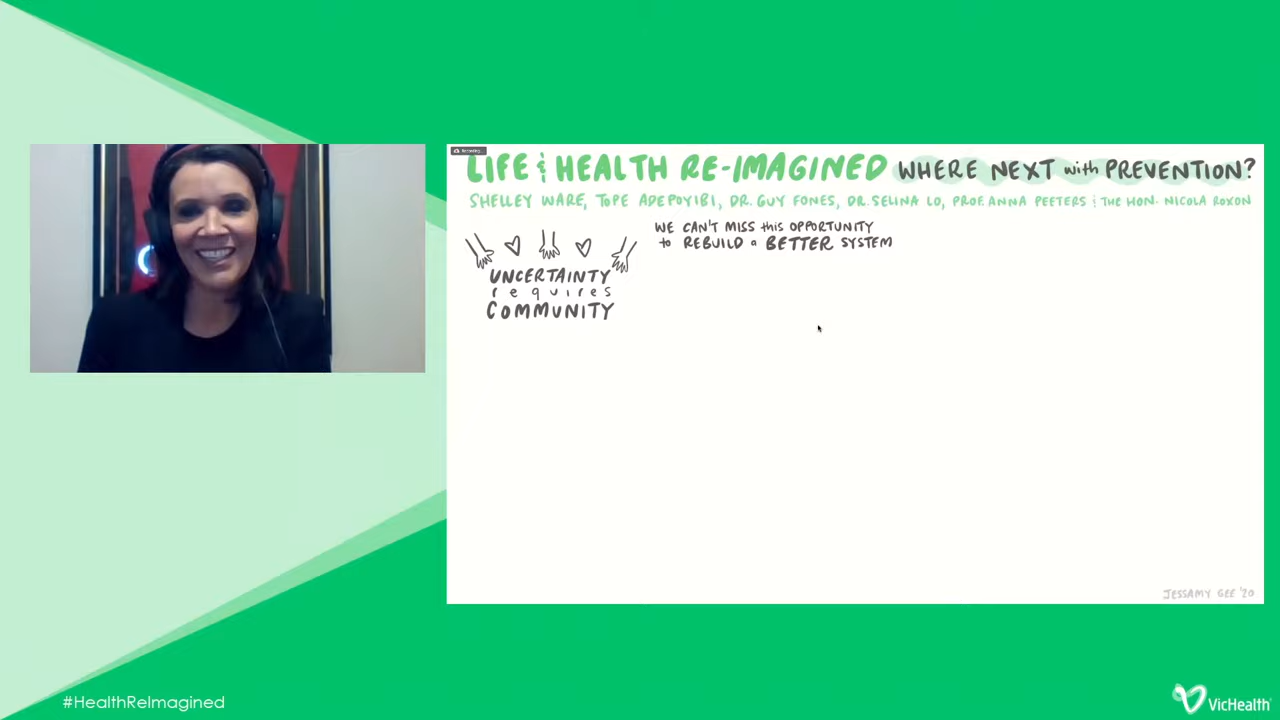 Recording...
LIFE & HEALTH RE-IMAGINED WHERE NEXT with PREVENTION?
SHELLEY WARE, TOPE ADEPOYIBI, DR. GUY FONES, DR. SELINA LO, PROF. ANNA PEETERS & THE HON. NICOLA ROXON
WE CAN'T MISS this OPPORTUNITY
to REBUILD a BETTER SYSTEM
UNCERTAINTY
requires
COMMUNITY
JESSAMY GEE '20
#HealthReImagined
VicHealth